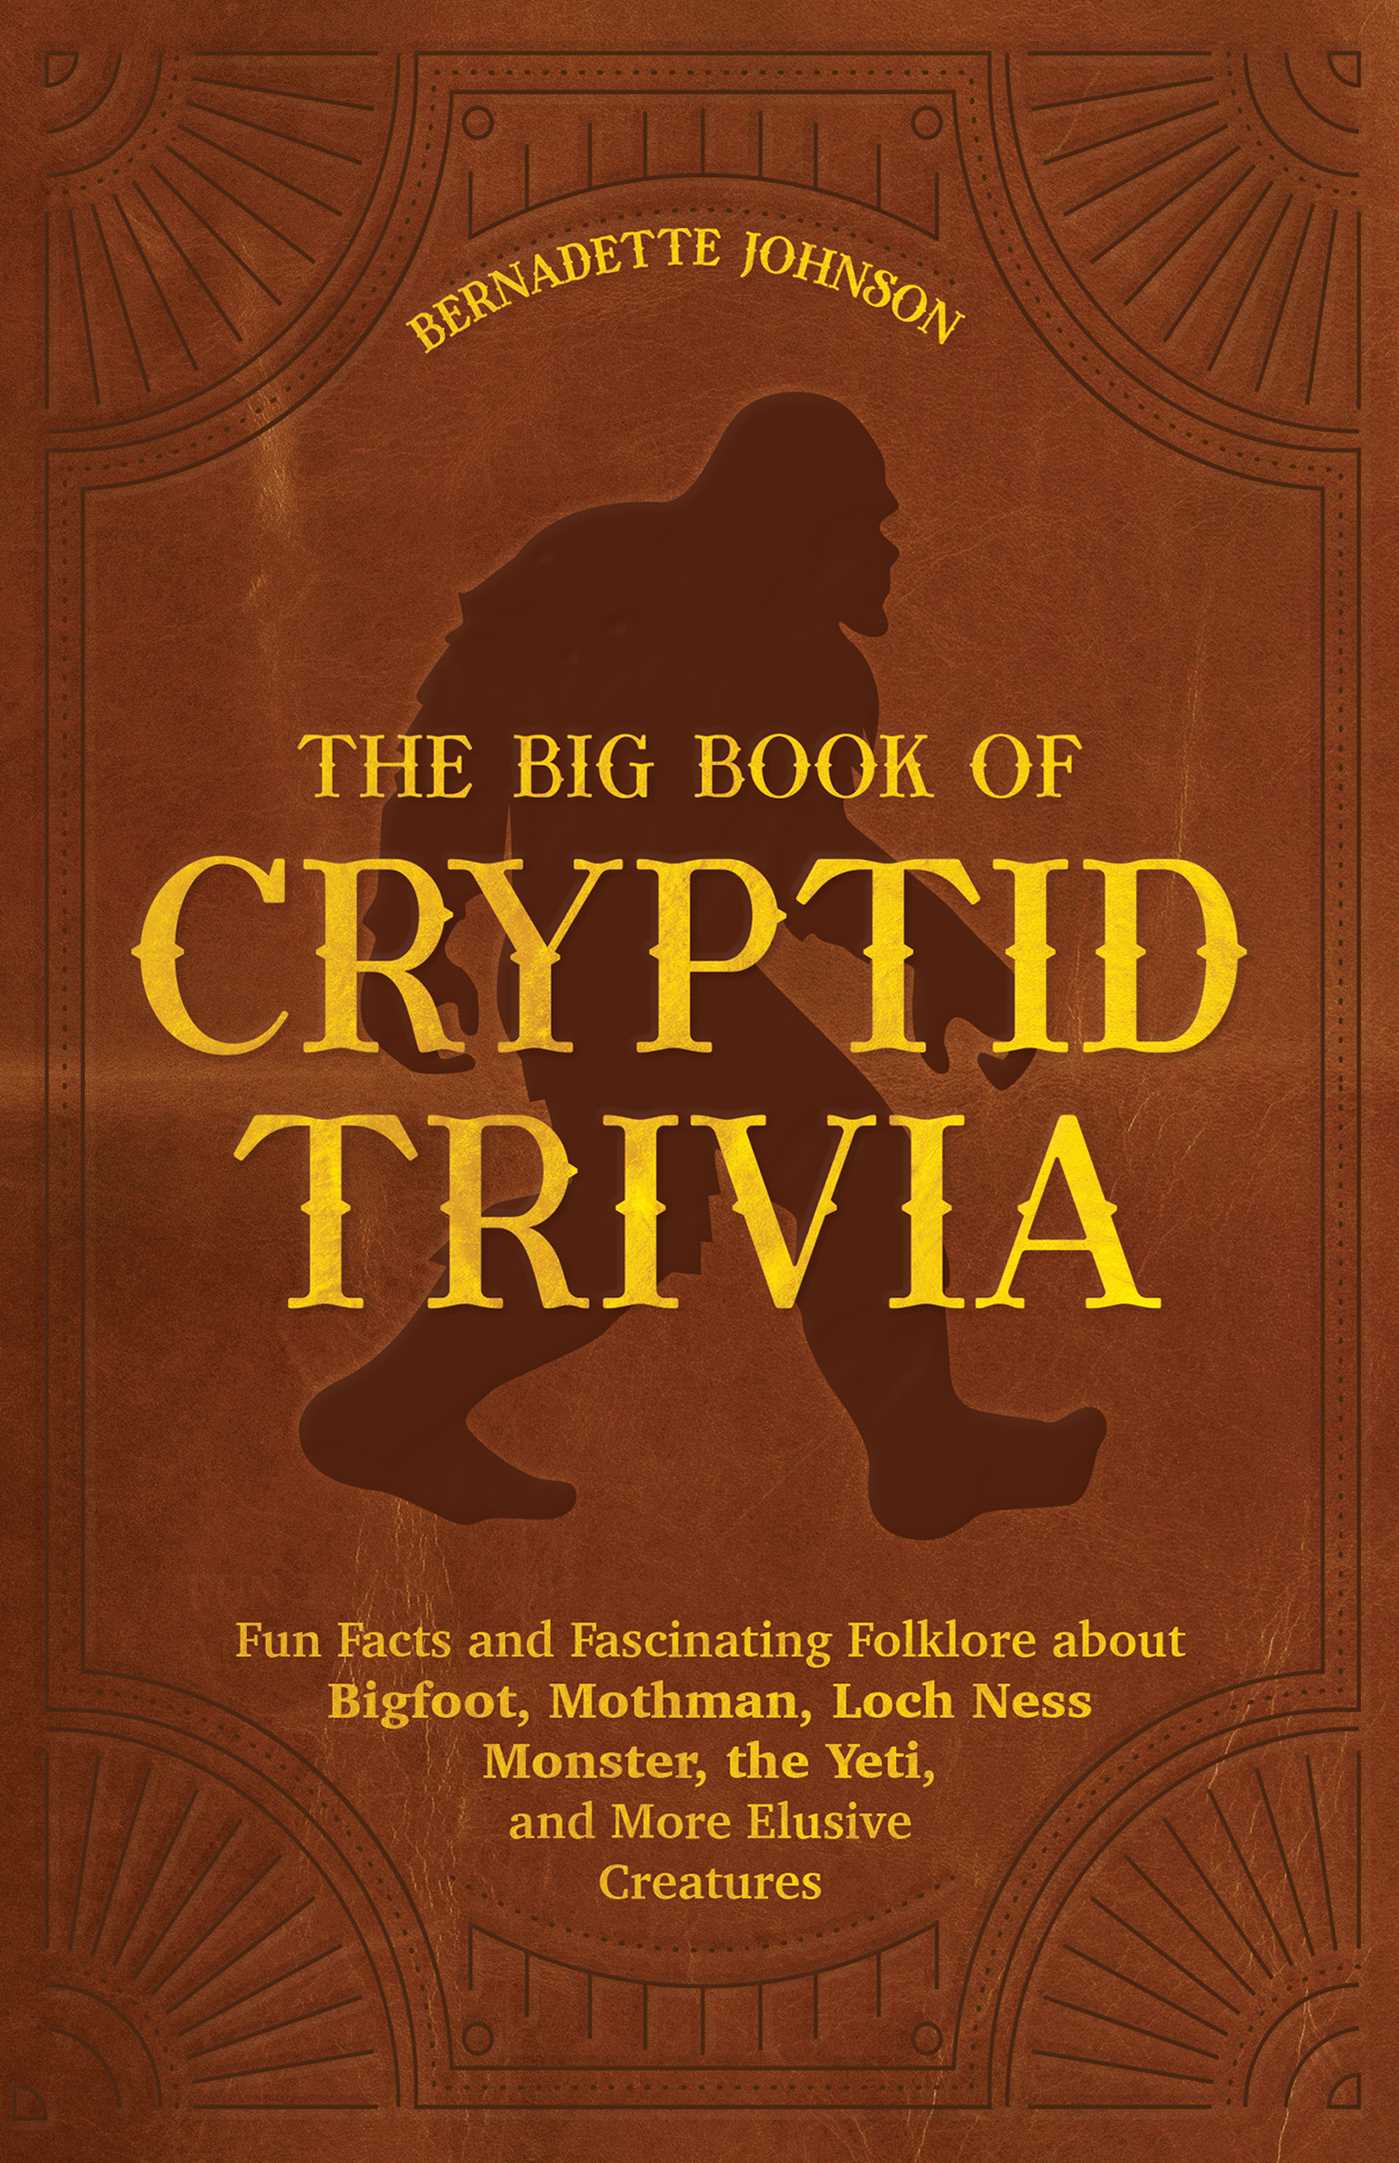 BERNADETTE JOHNSON
THE BIG BOOK OF
CRYPTID
TRIVIA
Fun Facts and Fascinating Folklore about
Bigfoot, Mothman, Loch Ness
Monster, the Yeti,
and More Elusive
Creatures